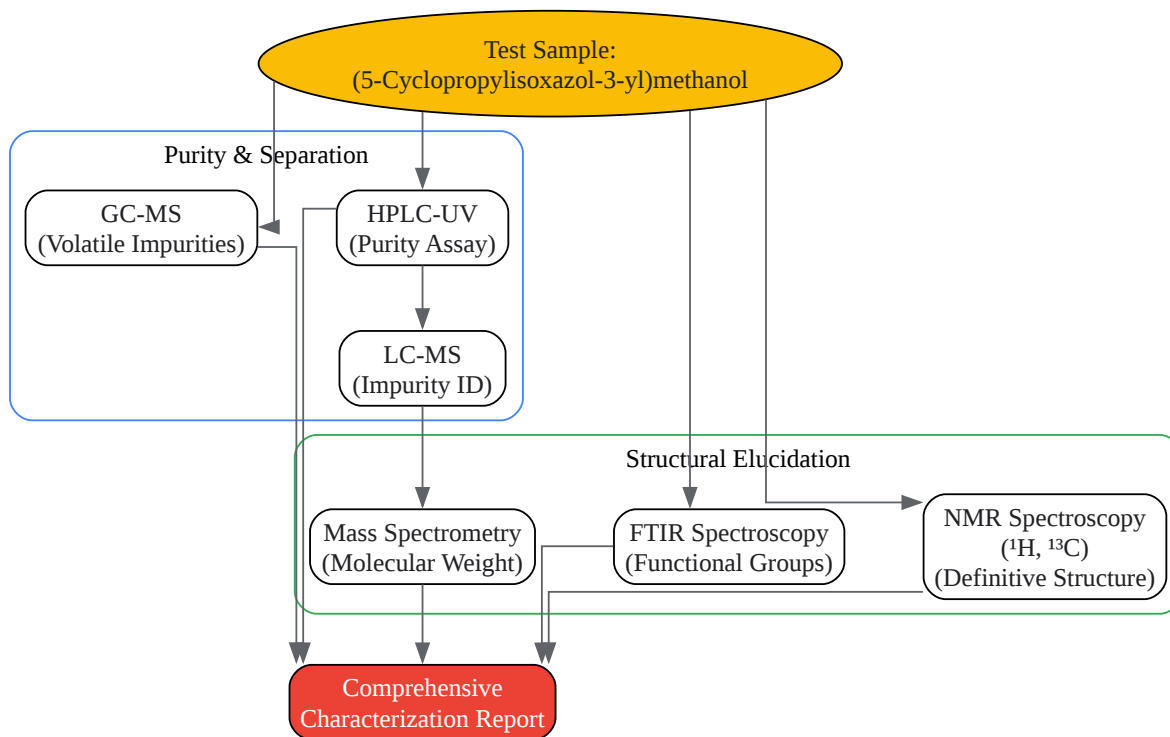 Test Sample:
(5-Cyclopropylisoxazol-3-yl)methanol
Purity & Separation
GC-MS
(Volatile Impurities)
HPLC-UV
(Purity Assay)
LC-MS
(Impurity ID)
Structural Elucidation
Mass Spectrometry
(Molecular Weight)
FTIR Spectroscopy
(Functional Groups)
NMR Spectroscopy
(¹H, ¹³C)
(Definitive Structure)
Comprehensive
Characterization Report